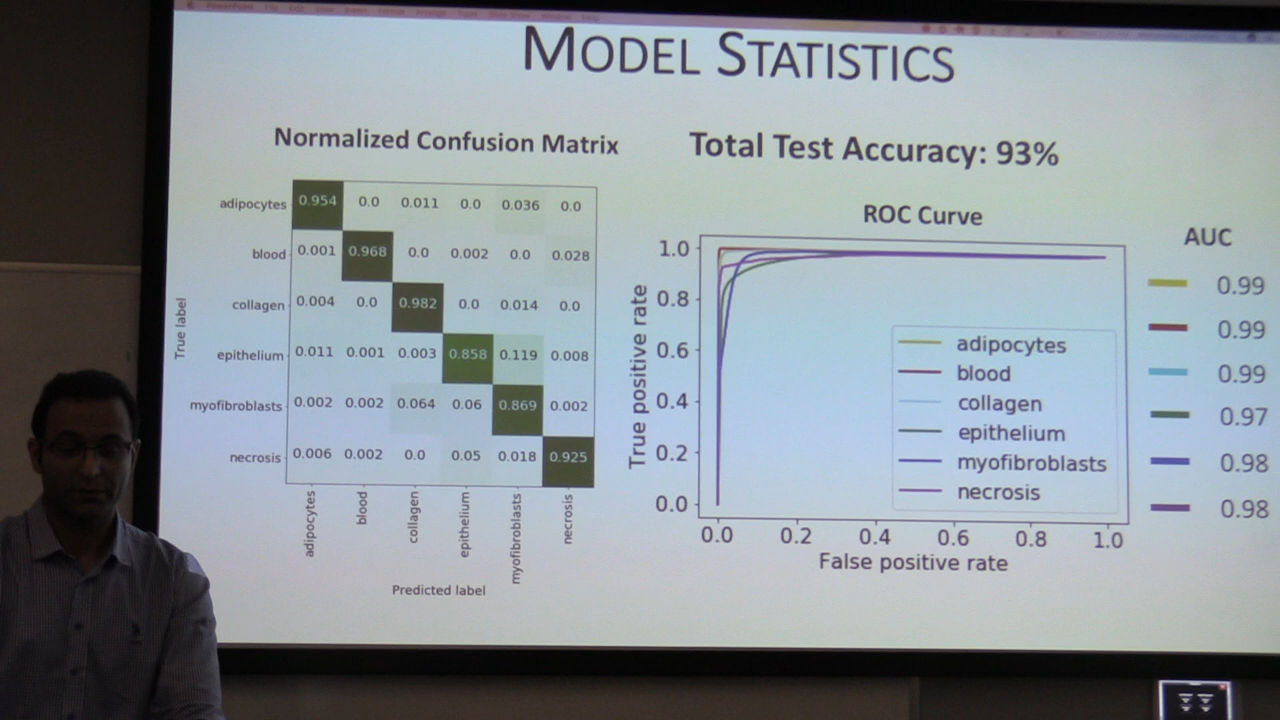 PowerPoint
MODEL STATISTICS
Normalized Confusion Matrix
True label
adipocytes 0.954 0.0 0.011 0.0 0.036 0.0
blood 0.001 0.968 0.0 0.002 0.0 0.028
collagen 0.004 0.0 0.982 0.0 0.014 0.0
epithelium 0.011 0.001 0.003 0.858 0.119 0.008
myofibroblasts 0.002 0.002 0.064 0.06 0.869 0.002
necrosis 0.006 0.002 0.0 0.05 0.018 0.925
adipocytes blood collagen epithelium myofibroblasts necrosis
Predicted label
Total Test Accuracy: 93%
ROC Curve
True positive rate
1.0
0.8
0.6
0.4
0.2
0.0
adipocytes
blood
collagen
epithelium
myofibroblasts
necrosis
0.0 0.2 0.4 0.6 0.8 1.0
False positive rate
AUC
0.99
0.99
0.99
0.97
0.98
0.98